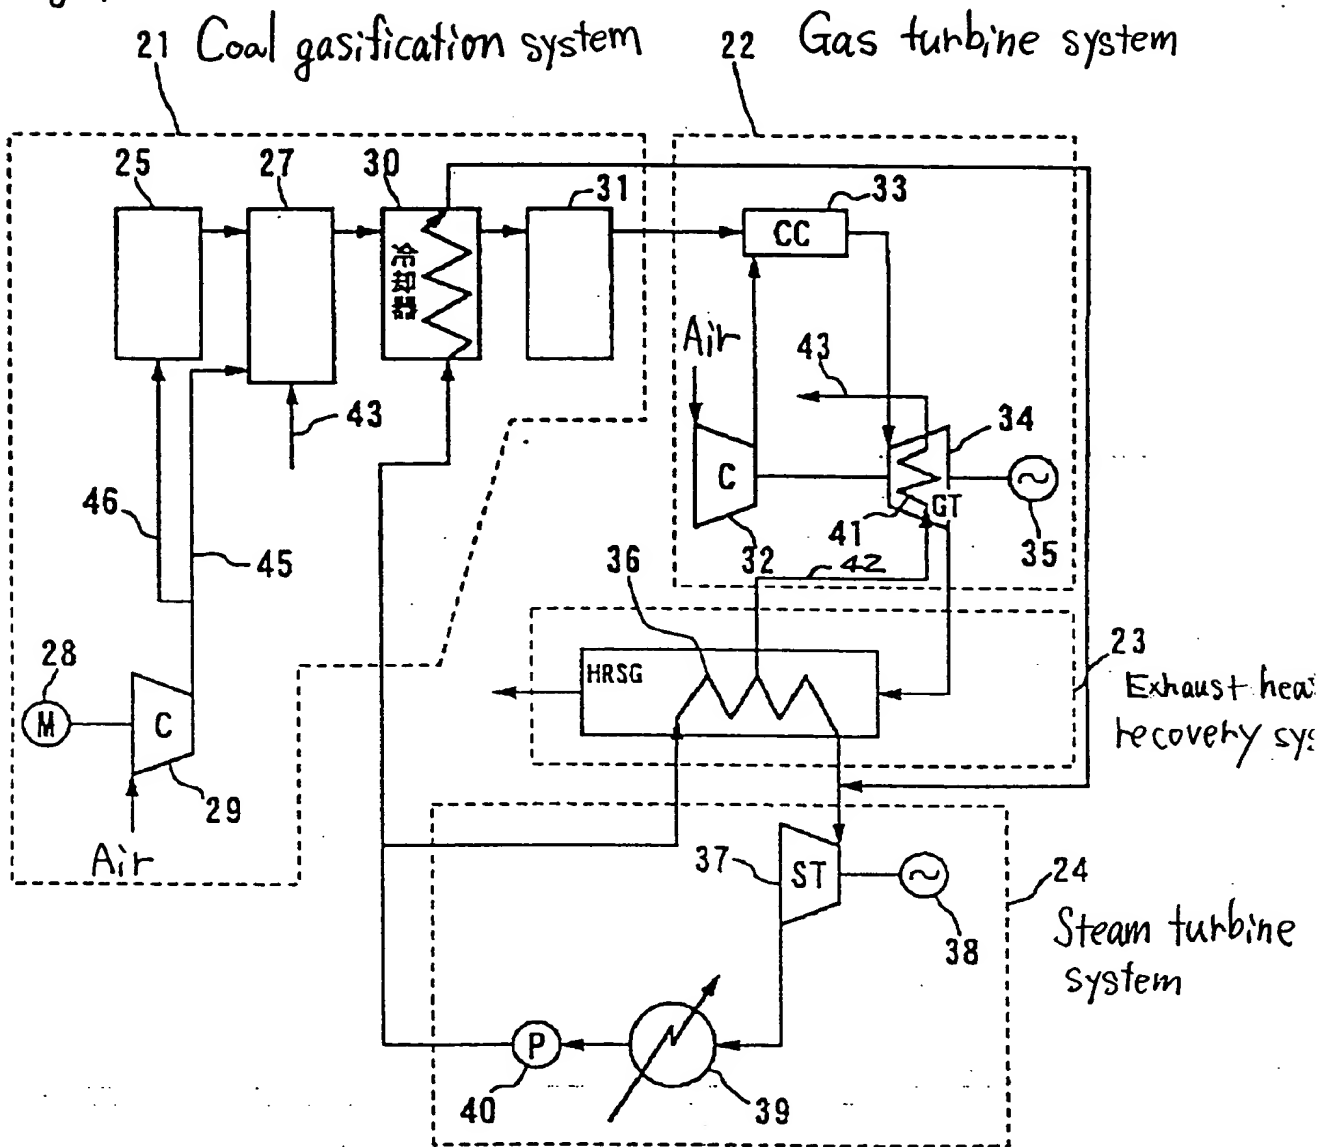 21 Coal gasification system
22 Gas turbine system
25
27
30
31
33
CC
冷却器
Air
43
43
34
C
GT
41
35
32
42
46
45
36
28
HRSG
23
M
C
Exhaust hea
recovery sys
29
Air
37
ST
24
38
Steam turbine
system
P
40
39